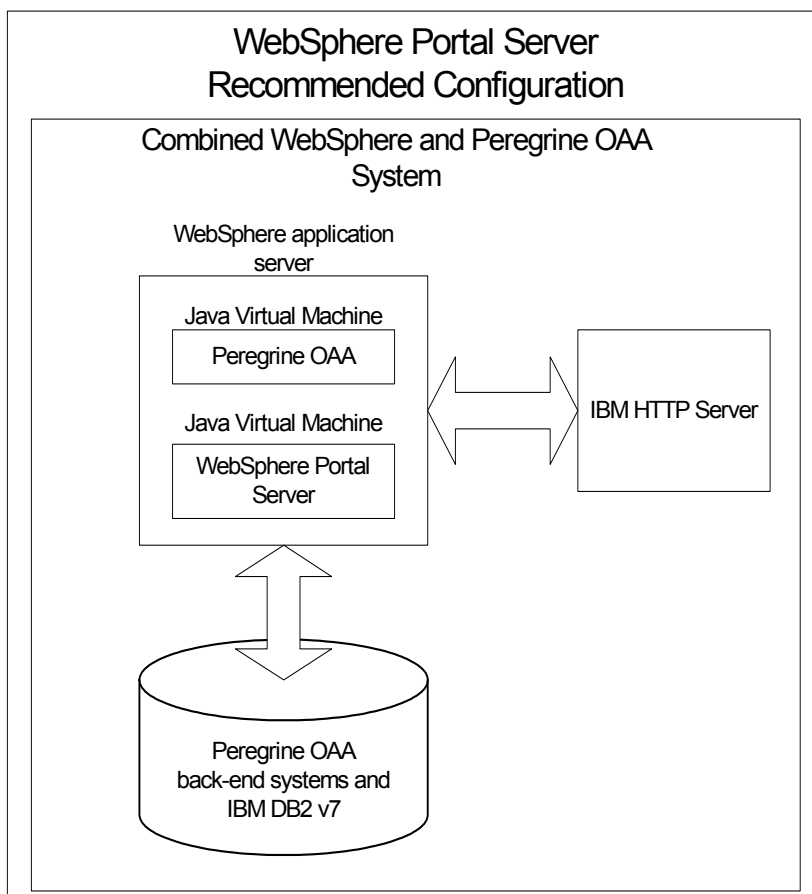 WebSphere Portal Server
Recommended Configuration
Combined WebSphere and Peregrine OAA
System
WebSphere application
server
Java Virtual Machine
Peregrine OAA
Java Virtual Machine
WebSphere Portal
Server
IBM HTTP Server
Peregrine OAA
back-end systems and
IBM DB2 v7